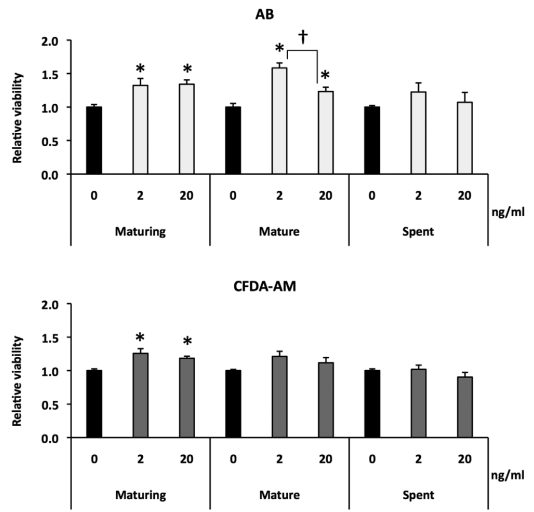 AB
†
* * * *
2.0
1.5
1.0
0.5
0.0
Relative viability
0 2 20 0 2 20 0 2 20
ng/ml
Maturing Mature Spent
CFDA-AM
2.0
1.5
1.0
0.5
0.0
Relative viability
* *
0 2 20 0 2 20 0 2 20
ng/ml
Maturing Mature Spent